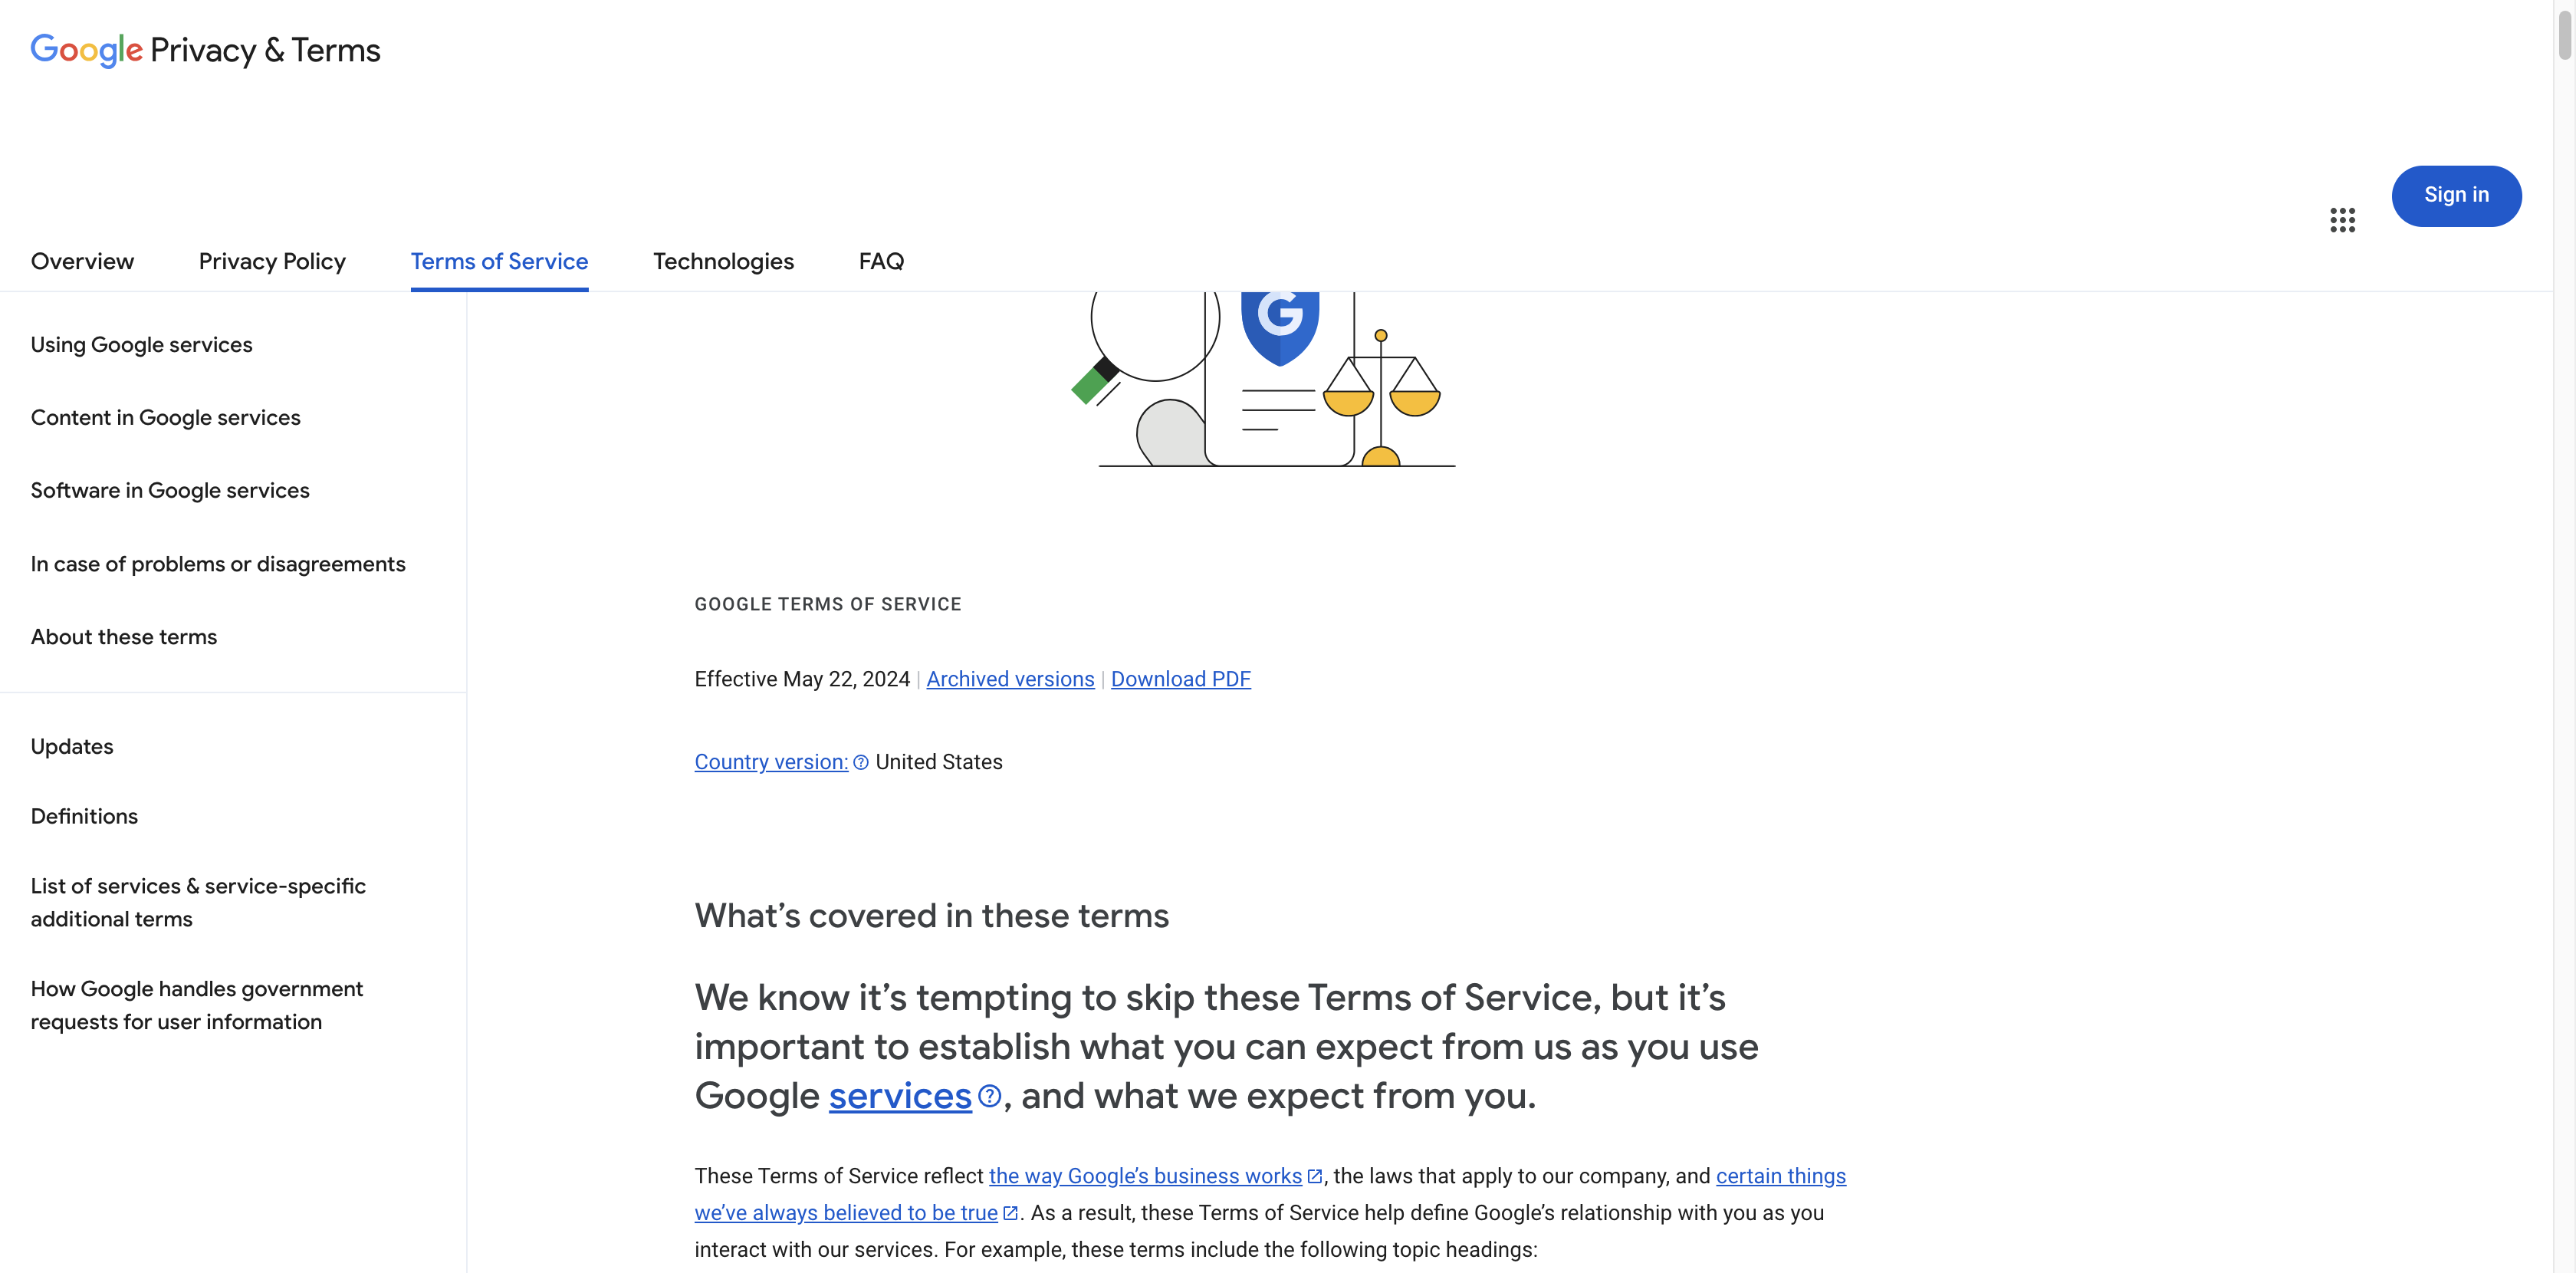 Google Privacy & Terms
Sign in
Overview
Privacy Policy
Terms of Service
Technologies
FAQ
Using Google services
Content in Google services
Software in Google services
In case of problems or disagreements
About these terms
Updates
Definitions
List of services & service-specific
additional terms
How Google handles government
requests for user information
G
GOOGLE TERMS OF SERVICE
Effective May 22, 2024 | Archived versions | Download PDF
Country version: United States
What’s covered in these terms
We know it’s tempting to skip these Terms of Service, but it’s
important to establish what you can expect from us as you use
Google services, and what we expect from you.
These Terms of Service reflect the way Google’s business works, the laws that apply to our company, and certain things
we’ve always believed to be true. As a result, these Terms of Service help define Google’s relationship with you as you
interact with our services. For example, these terms include the following topic headings: